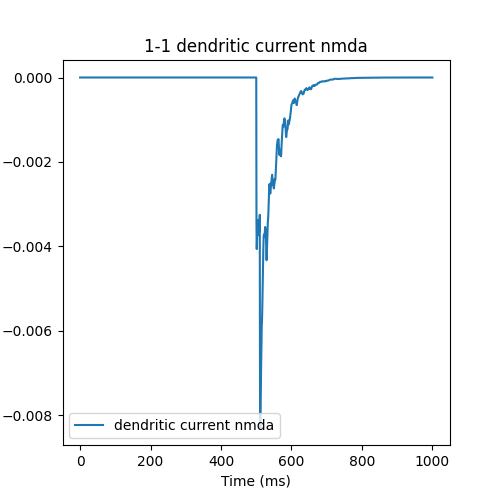 1-1 dendritic current nmda
0.000
−0.002
−0.004
−0.006
−0.008
dendritic current nmda
0 200 400 600 800 1000
Time (ms)